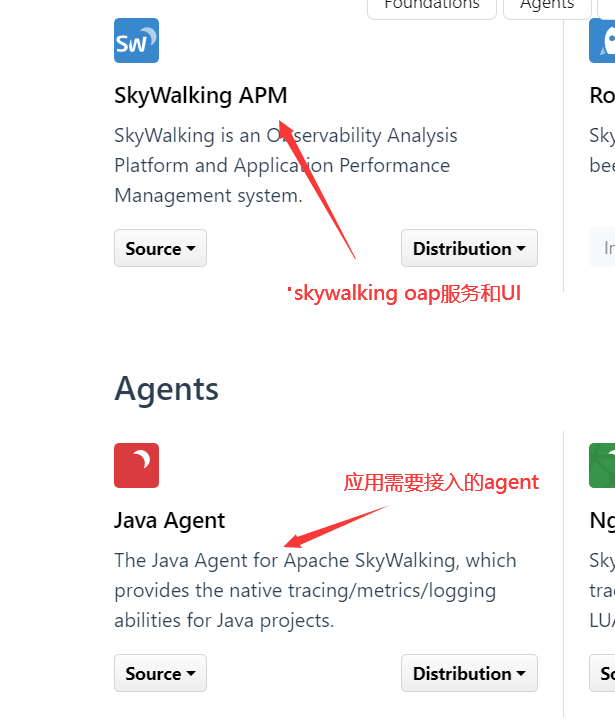 Foundations
Agents
SW
SkyWalking APM
Ro
SkyWalking is an Observability Analysis
Platform and Application Performance
Management system.
Sky
bee
Source
Distribution
In
skywalking oap服务和UI
Agents
应用需要接入的agent
Java Agent
Ng
The Java Agent for Apache SkyWalking, which
provides the native tracing/metrics/logging
abilities for Java projects.
Sky
tra
LUA
Source
Distribution
So